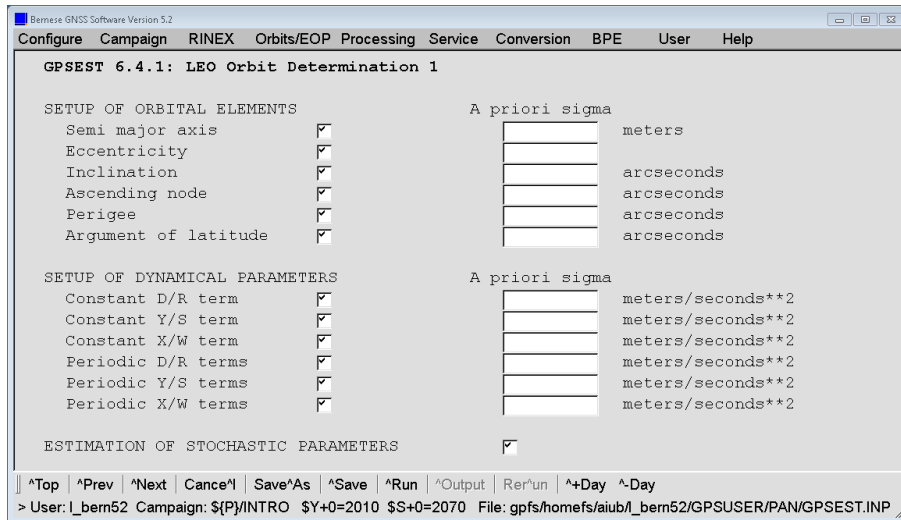 Bernese GNSS Software Version 5.2
Configure Campaign RINEX Orbits/EOP Processing Service Conversion BPE User Help
GPSEST 6.4.1: LEO Orbit Determination 1
SETUP OF ORBITAL ELEMENTS A priori sigma
Semi major axis meters
Eccentricity
Inclination arcseconds
Ascending node arcseconds
Perigee arcseconds
Argument of latitude arcseconds
SETUP OF DYNAMICAL PARAMETERS A priori sigma
Constant D/R term meters/seconds**2
Constant Y/S term meters/seconds**2
Constant X/W term meters/seconds**2
Periodic D/R terms meters/seconds**2
Periodic Y/S terms meters/seconds**2
Periodic X/W terms meters/seconds**2
ESTIMATION OF STOCHASTIC PARAMETERS
^Top ^Prev ^Next Cance^l Save^As ^Save ^Run ^Output Rer^un ^+Day ^-Day
> User: l_bern52 Campaign: ${P}/INTRO $Y+0=2010 $S+0=2070 File: gpfs/homefs/aiub/l_bern52/GPSUSER/PAN/GPSEST.INP